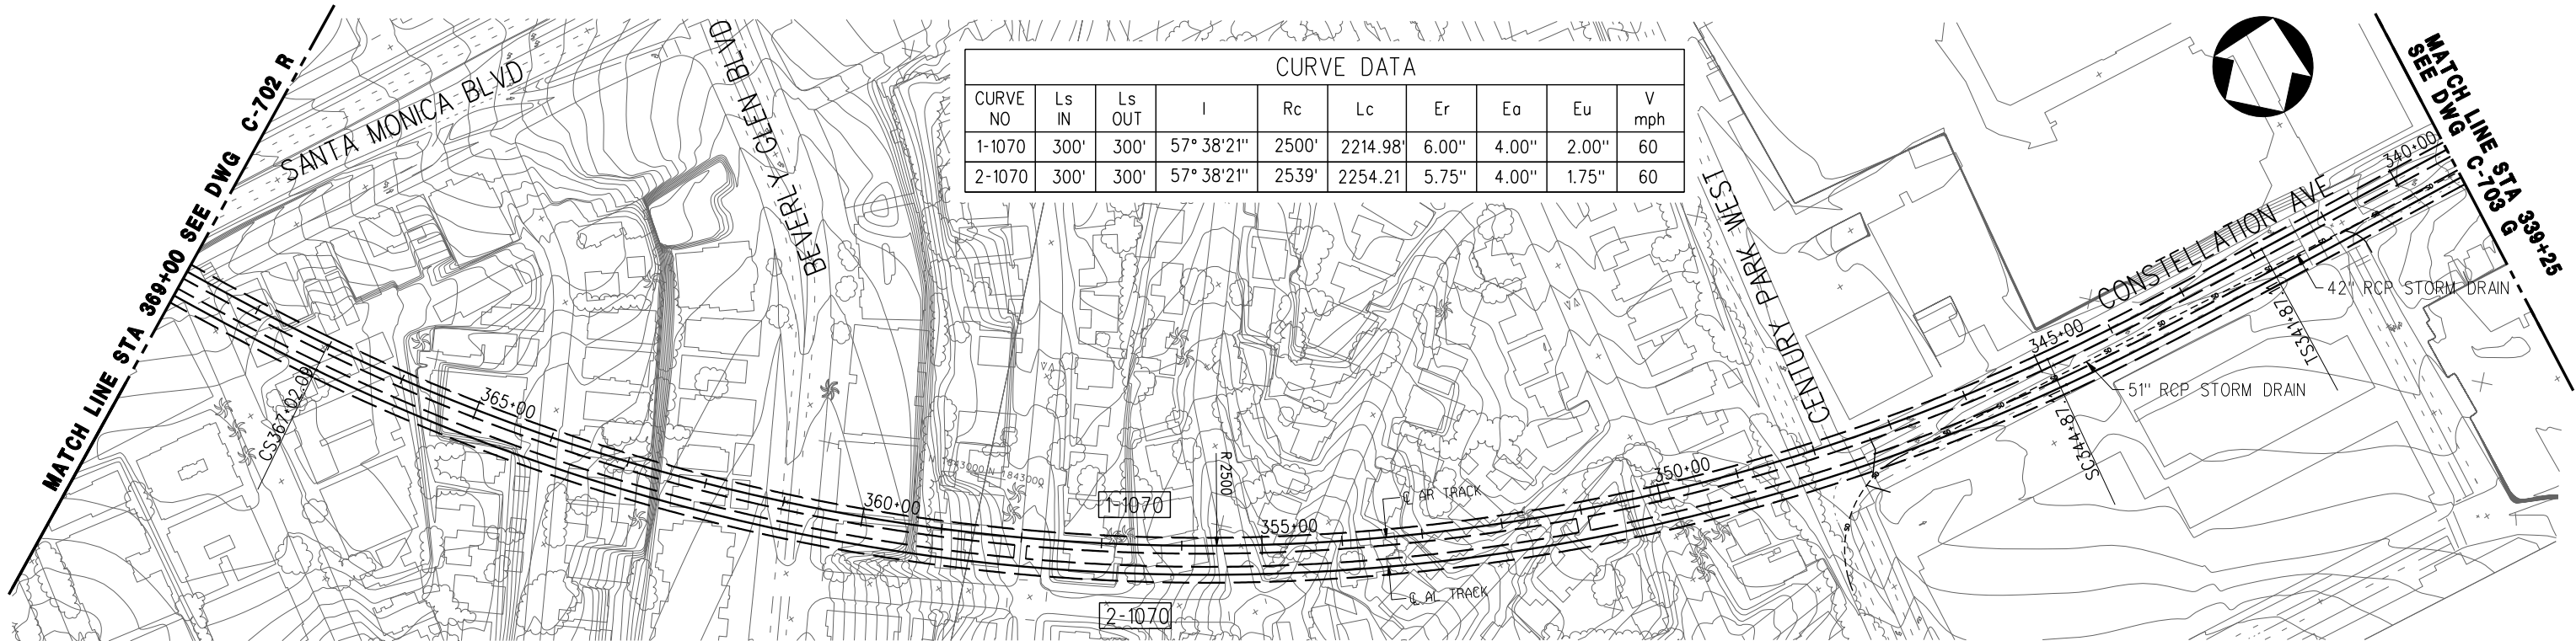 MATCH LINE STA 369+00 SEE DWG C-702 R
SANTA MONICA BLVD
BEVERLY GLEN BLVD
CURVE DATA
CURVE NO Ls IN Ls OUT I Rc Lc Er Ea Eu V mph
1-1070 300' 300' 57° 38'21" 2500' 2214.98' 6.00" 4.00" 2.00" 60
2-1070 300' 300' 57° 38'21" 2539' 2254.21 5.75" 4.00" 1.75" 60
CENTURY PARK WEST
CONSTELLATION AVE
MATCH LINE STA 339+25
SEE DWG C-703 G
340+00
42" RCP STORM DRAIN
TS341+87.11
345+00
51" RCP STORM DRAIN
SC344+87.11
350+00
355+00
360+00
365+00
CS367+02.09
R 2500
1-1070
℄ AR TRACK
℄ AL TRACK
2-1070